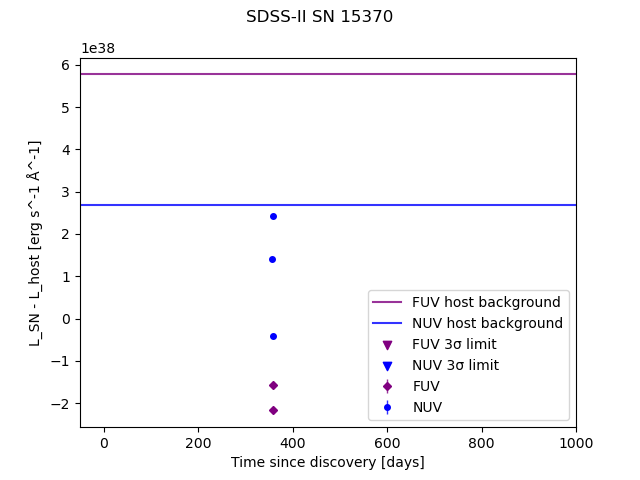 SDSS-II SN 15370
1e38
6
5
4
3
2
1
0
−1
−2
L_SN - L_host [erg s^-1 Å^-1]
FUV host background
NUV host background
FUV 3σ limit
NUV 3σ limit
FUV
NUV
0 200 400 600 800 1000
Time since discovery [days]